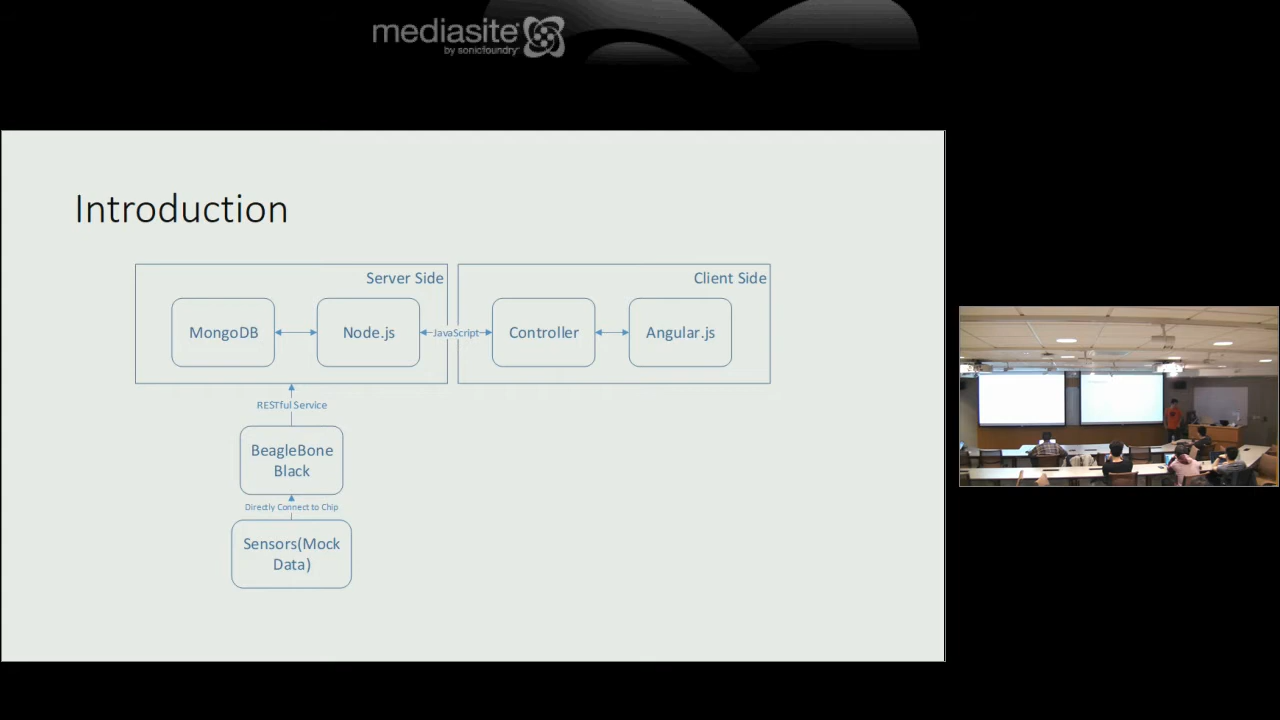 mediasite
by sonicfoundry
Introduction
Server Side
Client Side
MongoDB
Node.js
JavaScript
Controller
Angular.js
RESTful Service
BeagleBone
Black
Directly Connect to Chip
Sensors(Mock
Data)